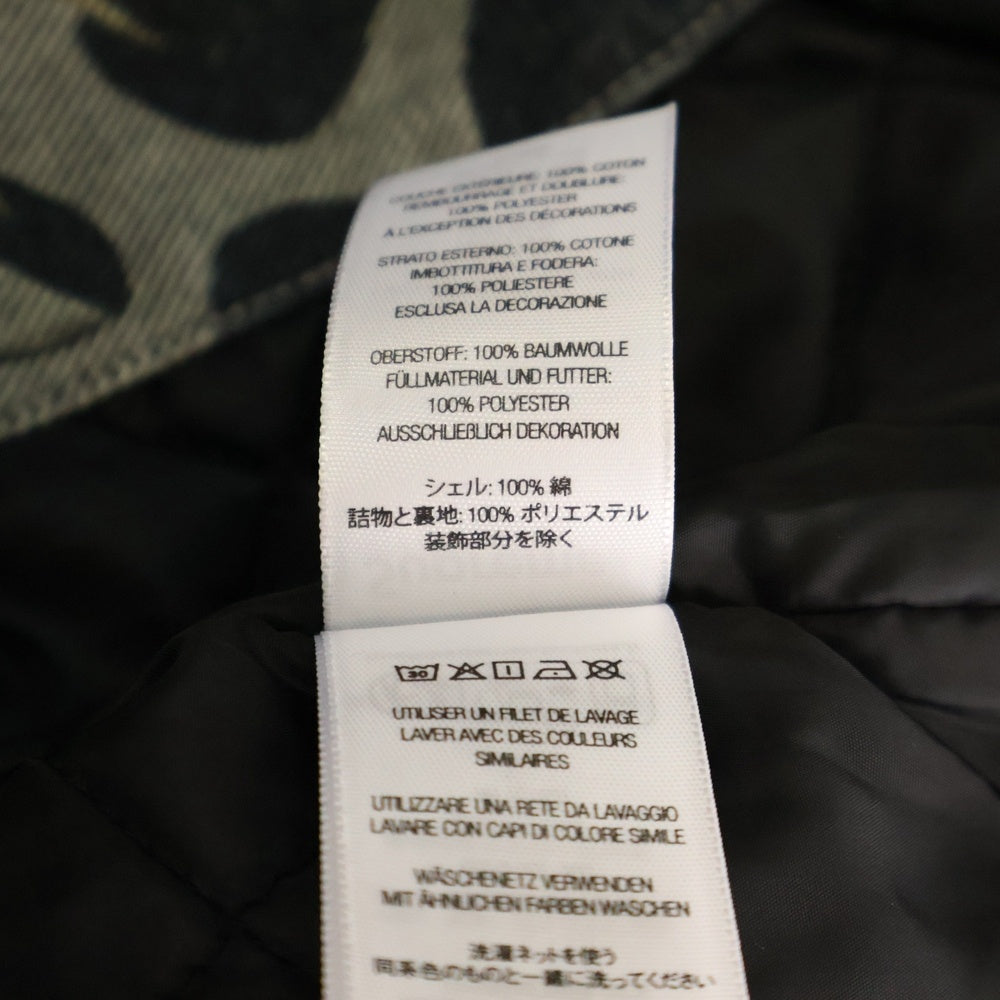 COUCHE EXTÉRIEURE: 100% COTON
REMBOURRAGE ET DOUBLURE:
100% POLYESTER
A L'EXCEPTION DES DÉCORATIONS
STRATO ESTERNO: 100% COTONE
IMBOTTITURA E FODERA:
100% POLIESTERE
ESCLUSA LA DECORAZIONE
OBERSTOFF: 100% BAUMWOLLE
FÜLLMATERIAL UND FUTTER:
100% POLYESTER
AUSSCHLIEßLICH DEKORATION
シェル: 100% 綿
詰物と裏地: 100% ポリエステル
装飾部分を除く
30
UTILISER UN FILET DE LAVAGE
LAVER AVEC DES COULEURS
SIMILAIRES
UTILIZZARE UNA RETE DA LAVAGGIO
LAVARE CON CAPI DI COLORE SIMILE
WÄSCHENETZ VERWENDEN
MIT ÄHNLICHEN FARBEN WASCHEN
洗濯ネットを使う
同系色のものと一緒に洗ってください